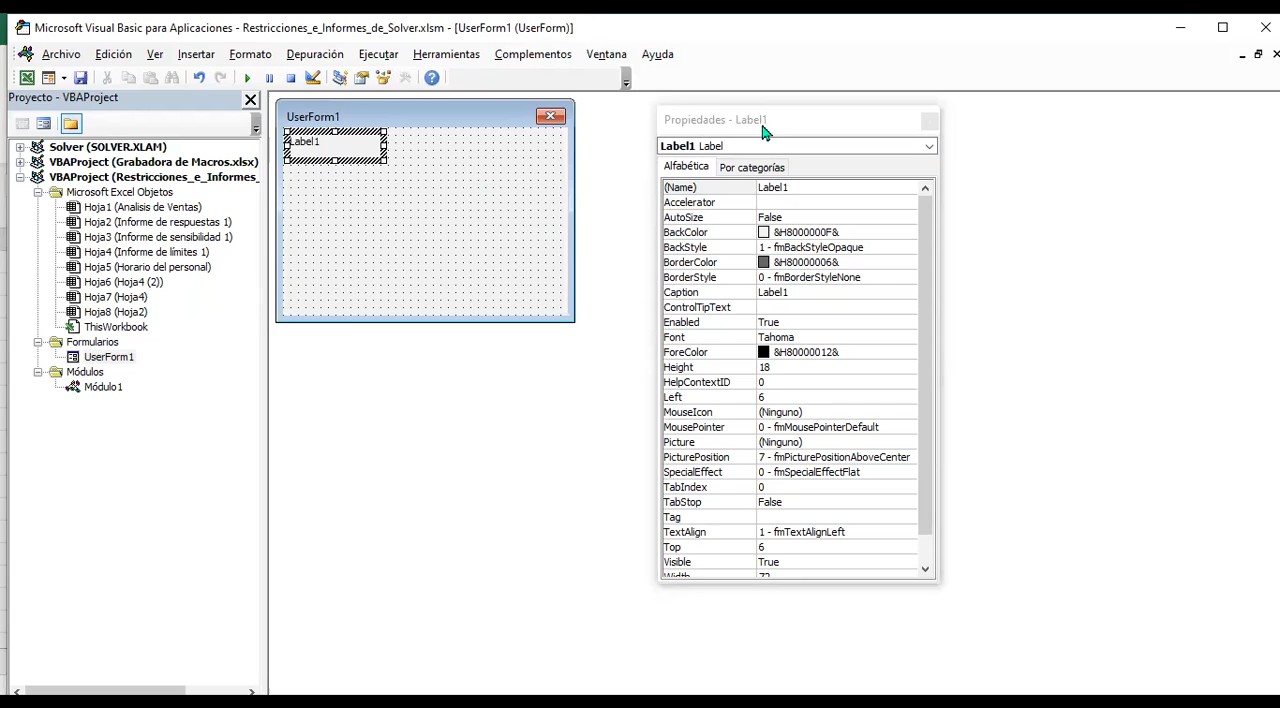 Microsoft Visual Basic para Aplicaciones - Restricciones_e_Informes_de_Solver.xlsm - [UserForm1 (UserForm)]
Archivo Edición Ver Insertar Formato Depuración Ejecutar Herramientas Complementos Ventana Ayuda
Proyecto - VBAProject
Solver (SOLVER.XLAM)
VBAProject (Grabadora de Macros.xlsx)
VBAProject (Restricciones_e_Informes_
Microsoft Excel Objetos
Hoja1 (Analisis de Ventas)
Hoja2 (Informe de respuestas 1)
Hoja3 (Informe de sensibilidad 1)
Hoja4 (Informe de límites 1)
Hoja5 (Horario del personal)
Hoja6 (Hoja4 (2))
Hoja7 (Hoja4)
Hoja8 (Hoja2)
ThisWorkbook
Formularios
UserForm1
Módulos
Módulo1
UserForm1
Label1
Propiedades - Label1
Label1 Label
Alfabética Por categorías
(Name) Label1
Accelerator
AutoSize False
BackColor &H8000000F&
BackStyle 1 - fmBackStyleOpaque
BorderColor &H80000006&
BorderStyle 0 - fmBorderStyleNone
Caption Label1
ControlTipText
Enabled True
Font Tahoma
ForeColor &H80000012&
Height 18
HelpContextID 0
Left 6
MouseIcon (Ninguno)
MousePointer 0 - fmMousePointerDefault
Picture (Ninguno)
PicturePosition 7 - fmPicturePositionAboveCenter
SpecialEffect 0 - fmSpecialEffectFlat
TabIndex 0
TabStop False
Tag
TextAlign 1 - fmTextAlignLeft
Top 6
Visible True
Width 72